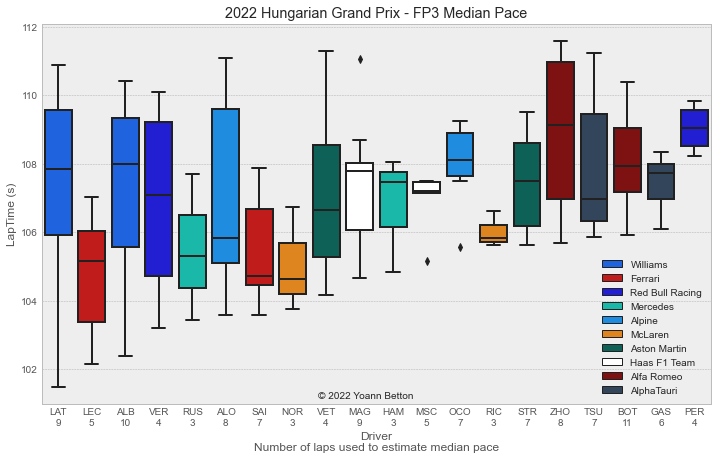 2022 Hungarian Grand Prix - FP3 Median Pace
112
110
108
106
104
102
LapTime (s)
Williams
Ferrari
Red Bull Racing
Mercedes
Alpine
McLaren
Aston Martin
Haas F1 Team
Alfa Romeo
AlphaTauri
© 2022 Yoann Betton
LAT LEC ALB VER RUS ALO SAI NOR VET MAG HAM MSC OCO RIC STR ZHO TSU BOT GAS PER
9 5 10 4 3 8 7 3 4 9 3 5 7 3 7 8 7 11 6 4
Driver
Number of laps used to estimate median pace